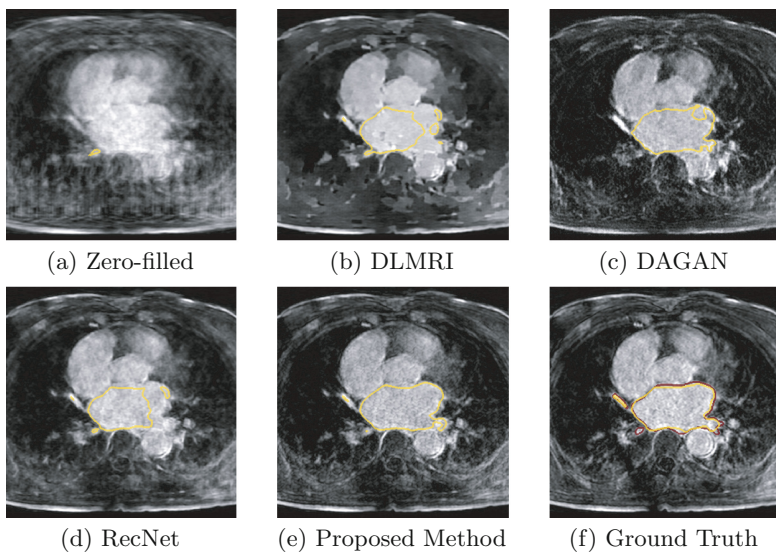 (a) Zero-filled
(b) DLMRI
(c) DAGAN
(d) RecNet
(e) Proposed Method
(f) Ground Truth